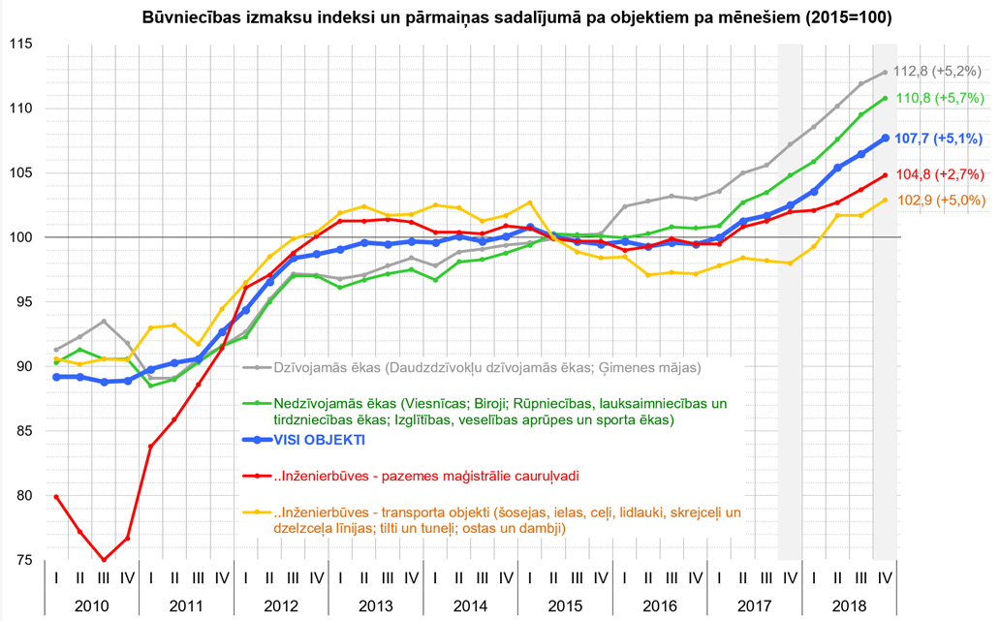 Būvniecības izmaksu indeksi un pārmaiņas sadalījumā pa objektiem pa mēnešiem (2015=100)
115
110
105
100
95
90
85
80
75
112,8 (+5,2%)
110,8 (+5,7%)
107,7 (+5,1%)
104,8 (+2,7%)
102,9 (+5,0%)
Dzīvojamās ēkas (Daudzdzīvokļu dzīvojamās ēkas; Ģimenes mājas)
Nedzīvojamās ēkas (Viesnīcas; Biroji; Rūpniecības, lauksaimniecības un
tirdzniecības ēkas; Izglītības, veselības aprūpes un sporta ēkas)
VISI OBJEKTI
..Inženierbūves - pazemes maģistrālie cauruļvadi
..Inženierbūves - transporta objekti (šosejas, ielas, ceļi, lidlauki, skrejceļi un
dzelzceļa līnijas; tilti un tuneļi; ostas un dambji)
I II III IV I II III IV I II III IV I II III IV I II III IV I II III IV I II III IV I II III IV I II III IV
2010 2011 2012 2013 2014 2015 2016 2017 2018